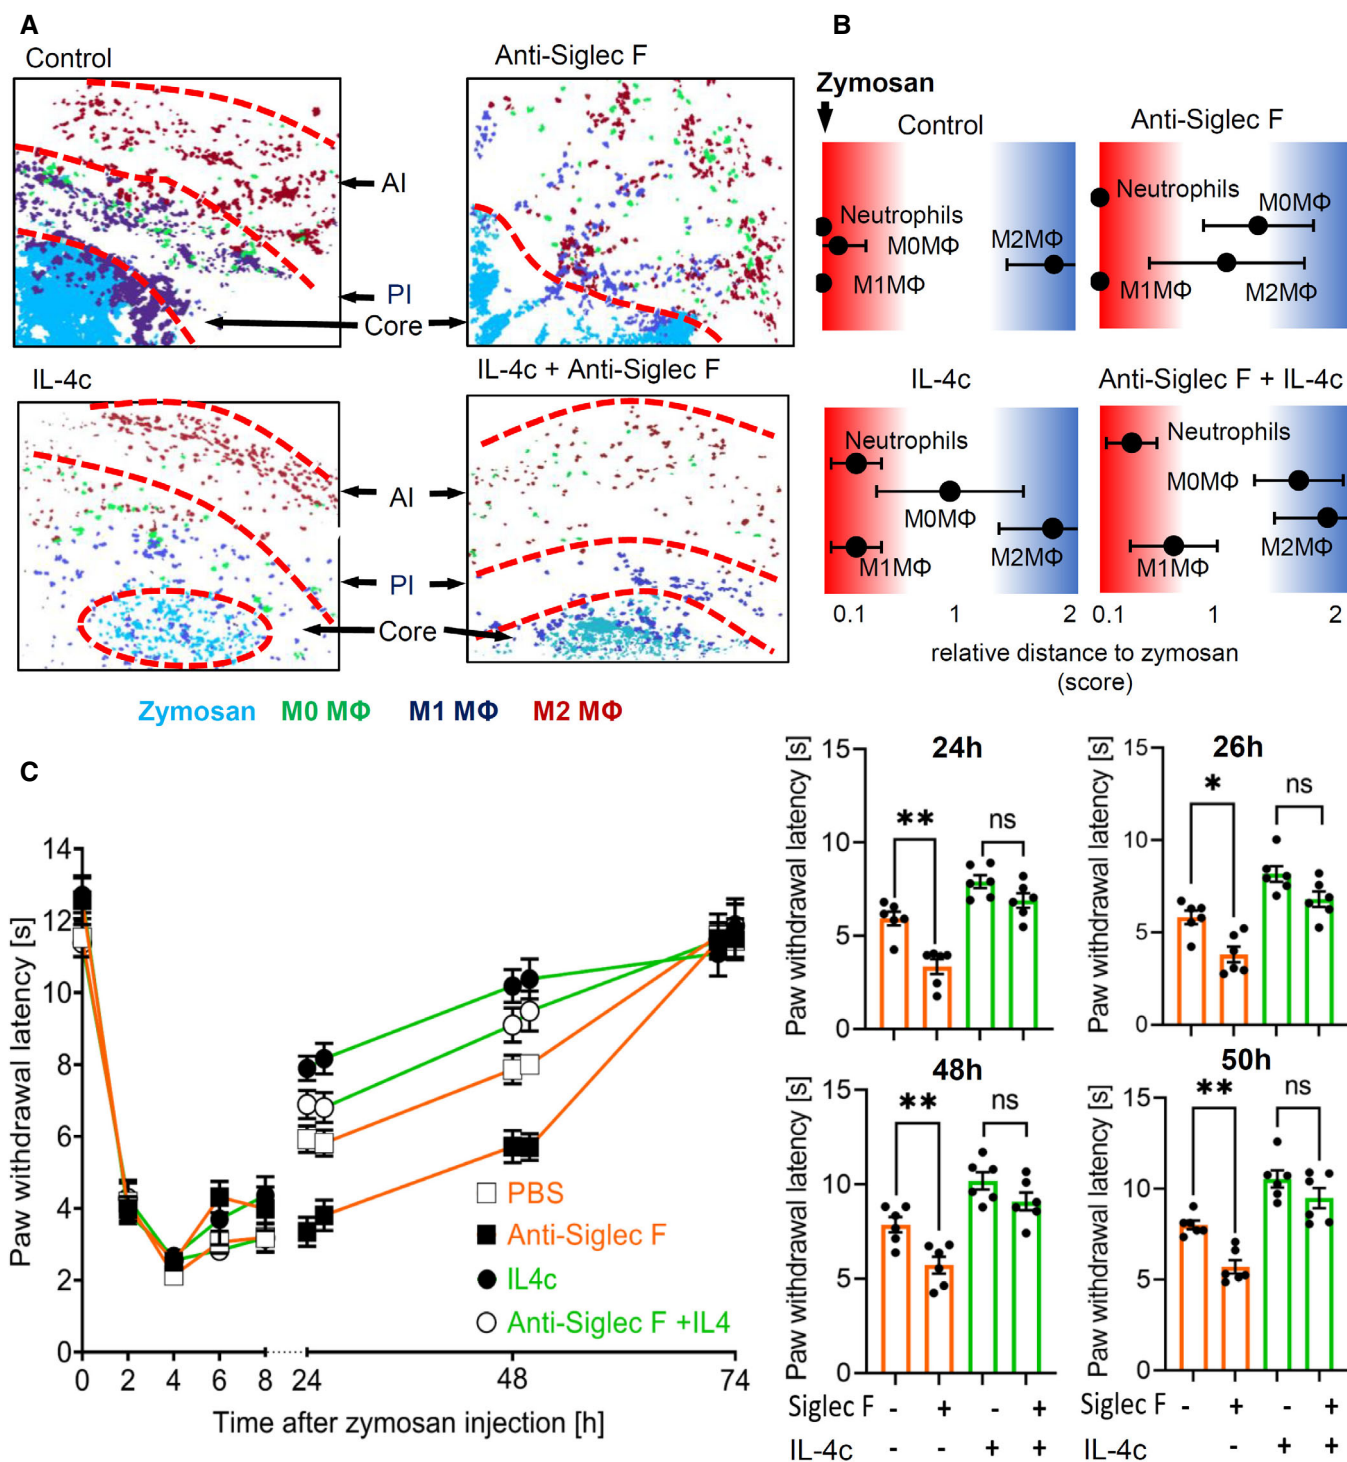 A
Control
Anti-Siglec F
AI
PI
Core
IL-4c
IL-4c + Anti-Siglec F
AI
PI
Core
Zymosan M0 MΦ M1 MΦ M2 MΦ
B
Zymosan
Control
Neutrophils
M0MΦ
M2MΦ
M1MΦ
Anti-Siglec F
Neutrophils
M0MΦ
M1MΦ
M2MΦ
IL-4c
Neutrophils
M0MΦ
M2MΦ
M1MΦ
Anti-Siglec F + IL-4c
Neutrophils
M0MΦ
M2MΦ
M1MΦ
0.1 1 2
0.1 1 2
relative distance to zymosan
(score)
C
Paw withdrawal latency [s]
14
12
10
8
6
4
2
0
0 2 4 6 8 24 48 74
Time after zymosan injection [h]
PBS
Anti-Siglec F
IL4c
Anti-Siglec F +IL4
Paw withdrawal latency [s]
24h
15
10
5
0
** ns
Paw withdrawal latency [s]
26h
15
10
5
0
* ns
Paw withdrawal latency [s]
48h
15
10
5
0
** ns
Paw withdrawal latency [s]
50h
15
10
5
0
** ns
Siglec F - + - + - + - +
IL-4c - - + + - + +